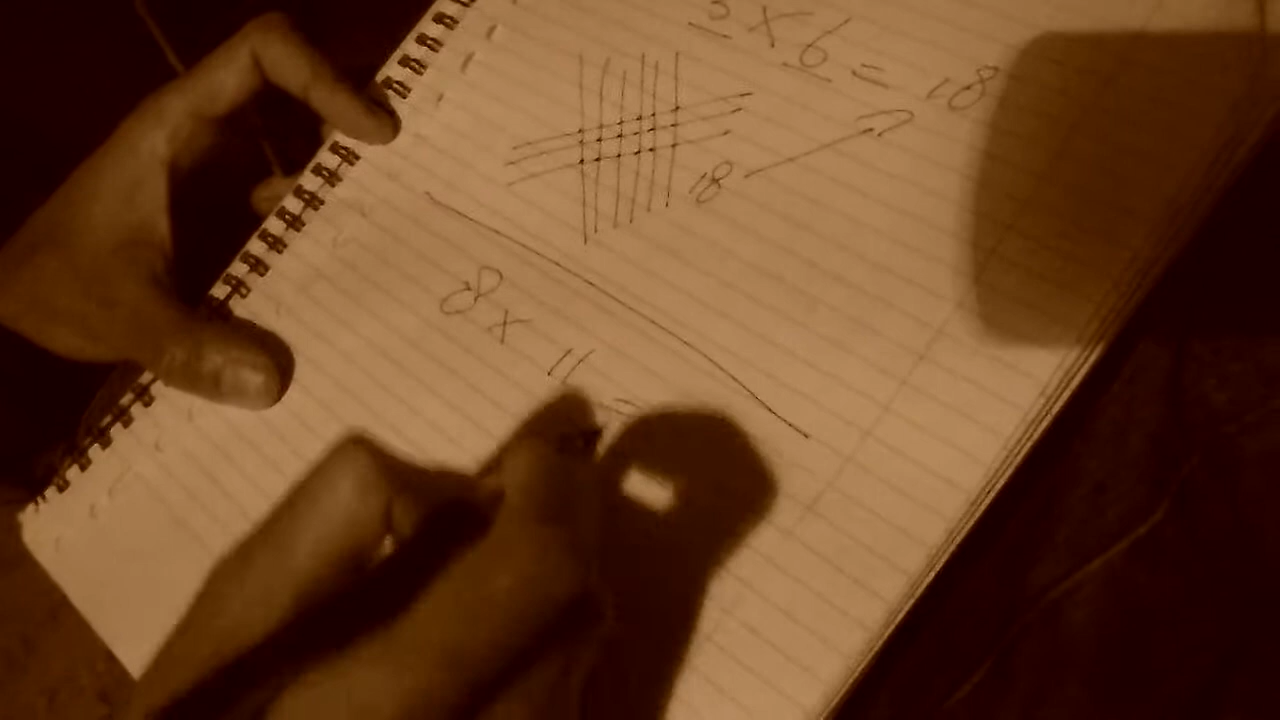 3 x 6 = 18
18
8 x 11 =